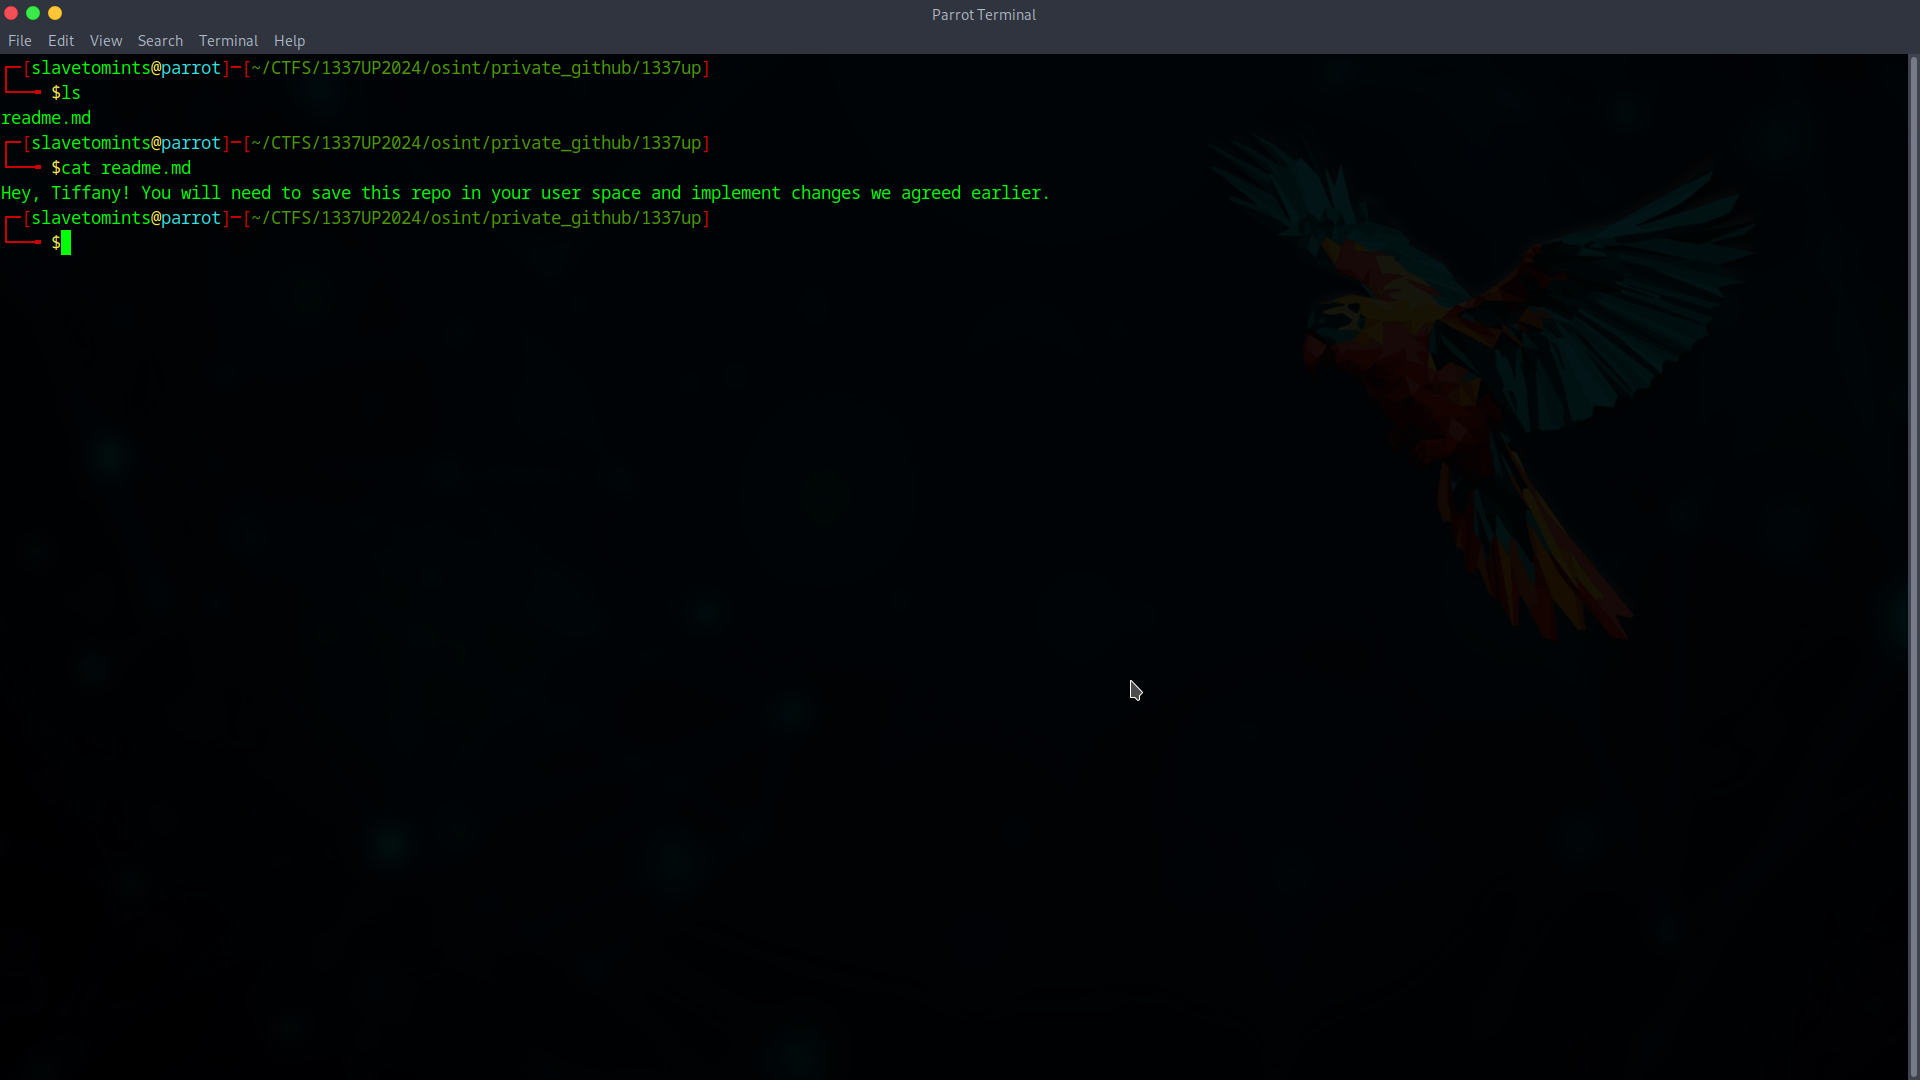 Parrot Terminal
File Edit View Search Terminal Help
┌─[slavetomints@parrot]─[~/CTFS/1337UP2024/osint/private_github/1337up]
└──╼ $ls
readme.md
┌─[slavetomints@parrot]─[~/CTFS/1337UP2024/osint/private_github/1337up]
└──╼ $cat readme.md
Hey, Tiffany! You will need to save this repo in your user space and implement changes we agreed earlier.
┌─[slavetomints@parrot]─[~/CTFS/1337UP2024/osint/private_github/1337up]
└──╼ $